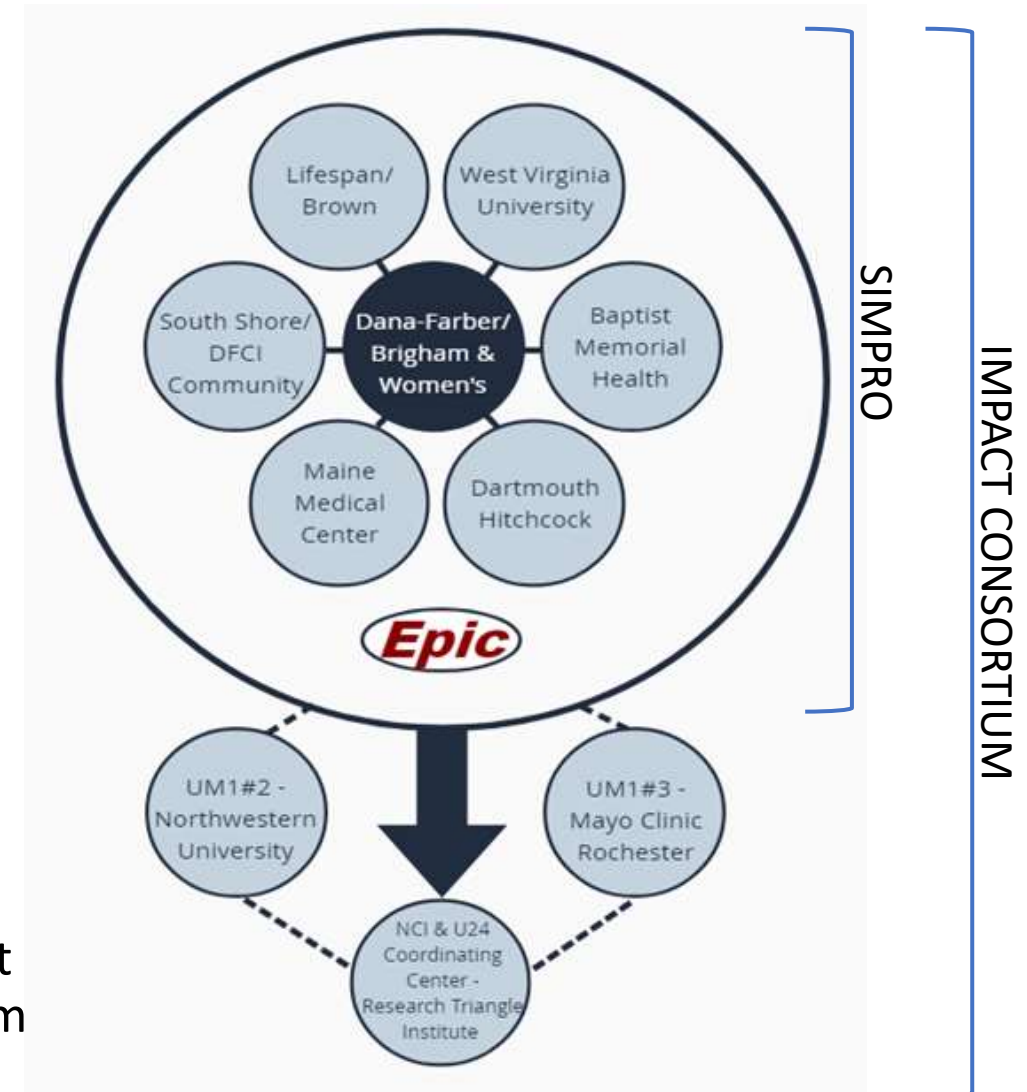 Lifespan/
Brown
West Virginia
University
South Shore/
DFCI
Community
Dana-Farber/
Brigham &
Women's
Baptist
Memorial
Health
Maine
Medical
Center
Dartmouth
Hitchcock
Epic
SIMPRO
IMPACT CONSORTIUM
UM1#2 -
Northwestern
University
UM1#3 -
Mayo Clinic
Rochester
NCI & U24
Coordinating
Center -
Research Triangle
Institute